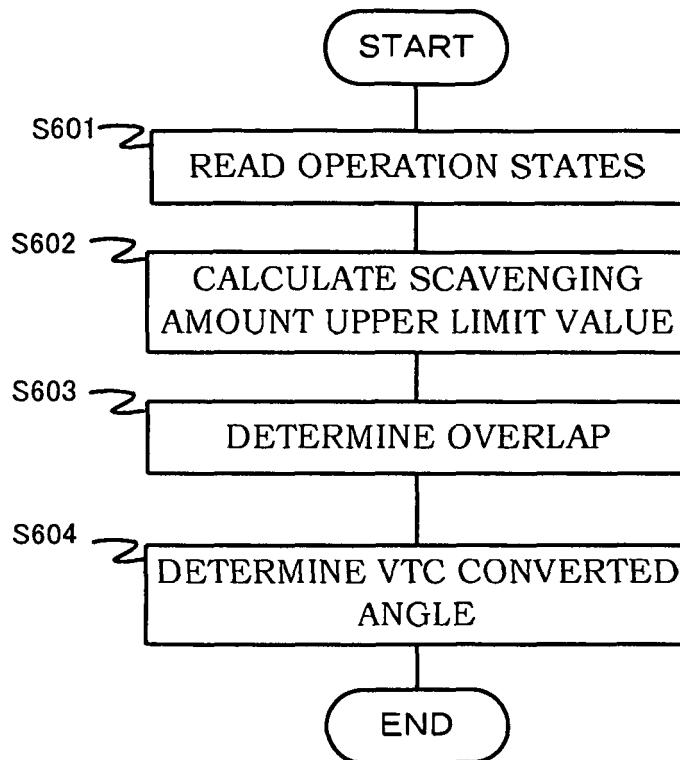 START
S601
READ OPERATION STATES
S602
CALCULATE SCAVENGING
AMOUNT UPPER LIMIT VALUE
S603
DETERMINE OVERLAP
S604
DETERMINE VTC CONVERTED
ANGLE
END